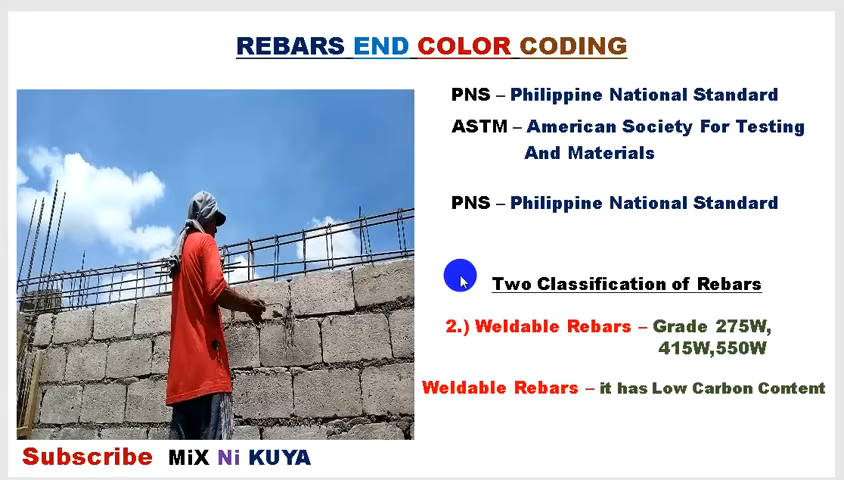 REBARS END COLOR CODING
PNS – Philippine National Standard
ASTM – American Society For Testing
And Materials
PNS – Philippine National Standard
Two Classification of Rebars
2.) Weldable Rebars – Grade 275W,
415W,550W
Weldable Rebars – it has Low Carbon Content
Subscribe MiX Ni KUYA